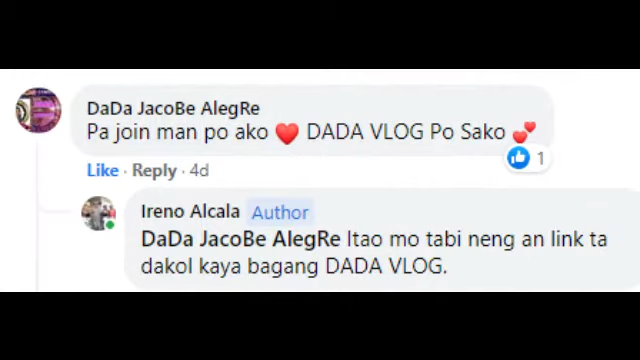 DaDa JacoBe AlegRe
Pa join man po ako ❤️ DADA VLOG Po Sako 💕
1
Like · Reply · 4d
Ireno Alcala Author
DaDa JacoBe AlegRe Itao mo tabi neng an link ta
dakol kaya bagang DADA VLOG.